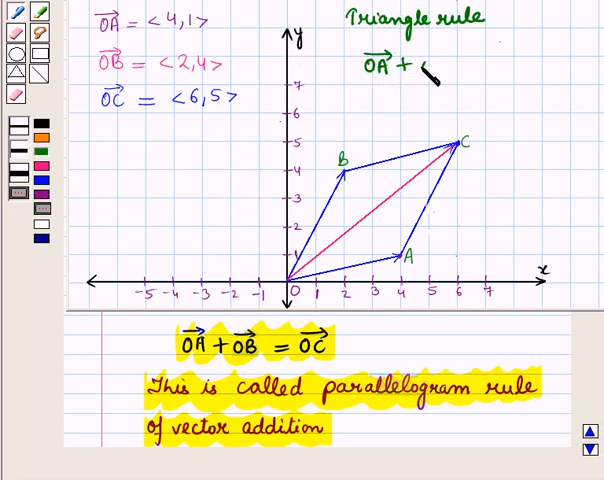 OA⃗ = <4,1>
OB⃗ = <2,4>
OC⃗ = <6,5>
Triangle rule
OA⃗ +
y
7
6
5
4
3
2
1
B
C
A
x
-5 -4 -3 -2 -1 0 1 2 3 4 5 6 7
OA⃗ + OB⃗ = OC⃗
This is called parallelogram rule
of vector addition